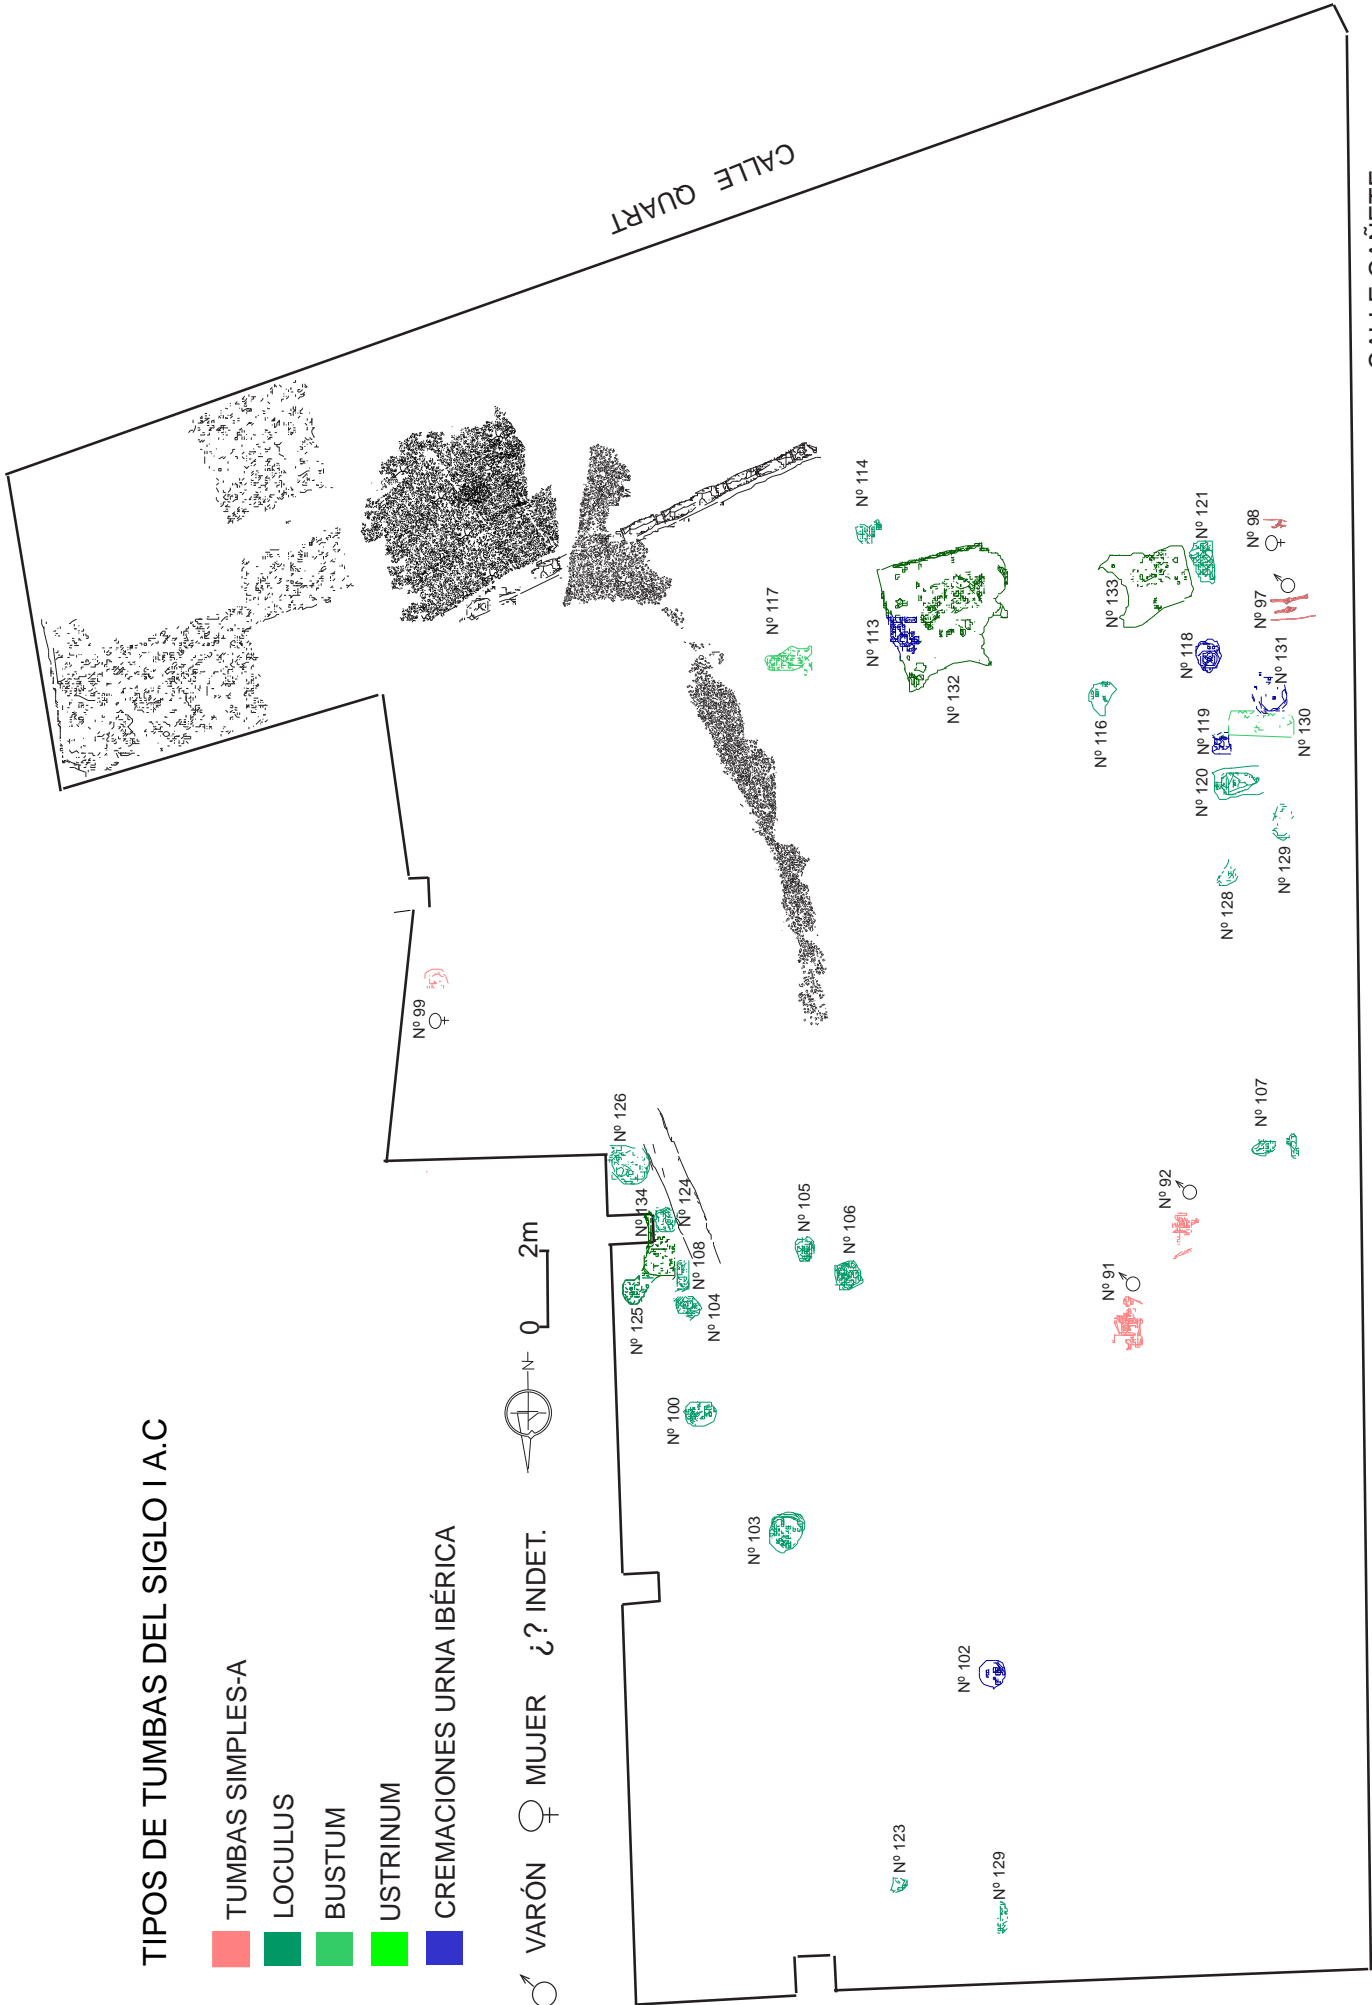 TIPOS DE TUMBAS DEL SIGLO I A.C
TUMBAS SIMPLES-A
LOCULUS
BUSTUM
USTRINUM
CREMACIONES URNA IBÉRICA
VARÓN
MUJER
¿? INDET.
N
0 2m
CALLE QUART
Nº 99
Nº 126
Nº 134
Nº 124
Nº 108
Nº 125
Nº 104
Nº 100
Nº 103
Nº 105
Nº 106
Nº 102
Nº 123
Nº 129
Nº 117
Nº 114
Nº 113
Nº 132
Nº 133
Nº 116
Nº 121
Nº 98
Nº 97
Nº 118
Nº 131
Nº 119
Nº 130
Nº 120
Nº 129
Nº 128
Nº 107
Nº 92
Nº 91